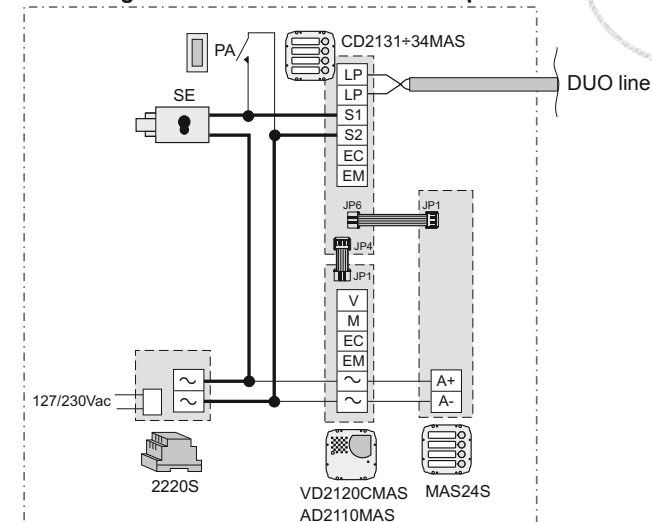 PA
CD2131÷34MAS
LP
LP
DUO line
SE
S1
S2
EC
EM
JP6
JP1
JP4
JP1
V
M
EC
EM
~
~
A+
A-
~
~
127/230Vac
2220S
VD2120CMAS
AD2110MAS
MAS24S